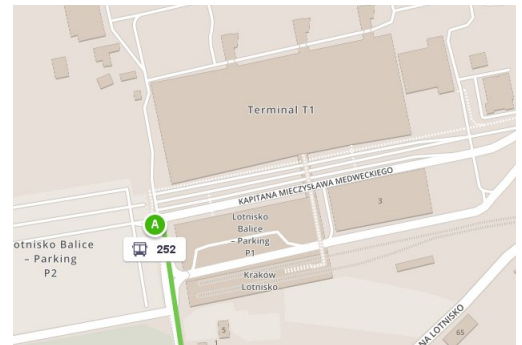 Terminal T1
KAPITANA MIECZYSŁAWA MEDWECKIEGO
3
A
252
Lotnisko
Balice
– Parking
P1
otnisko Balice
– Parking
P2
Kraków
Lotnisko
5
1
NA LOTNISKO
65